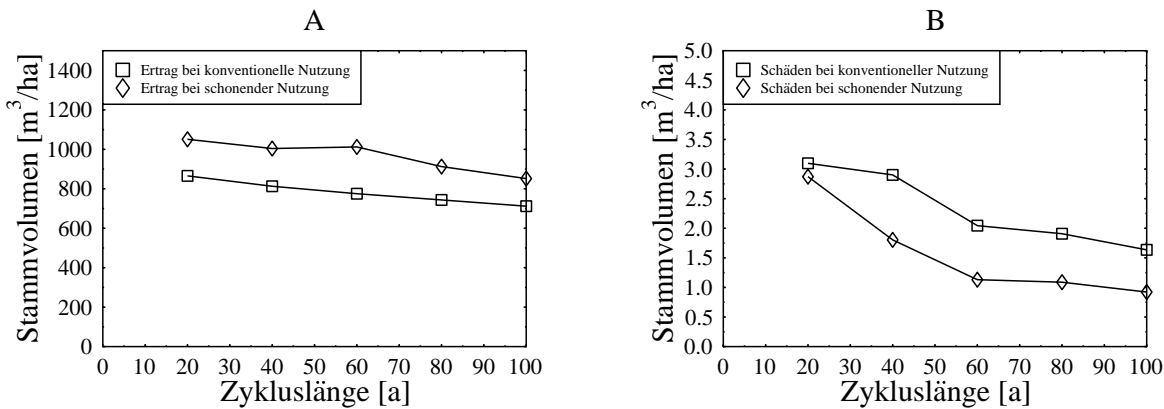 A
Stammvolumen [m³/ha]
1400
1200
1000
800
600
400
200
0
Ertrag bei konventionelle Nutzung
Ertrag bei schonender Nutzung
0 10 20 30 40 50 60 70 80 90 100
Zykluslänge [a]
B
Stammvolumen [m³/ha]
5.0
4.5
4.0
3.5
3.0
2.5
2.0
1.5
1.0
0.5
0.0
Schäden bei konventioneller Nutzung
Schäden bei schonender Nutzung
0 10 20 30 40 50 60 70 80 90 100
Zykluslänge [a]